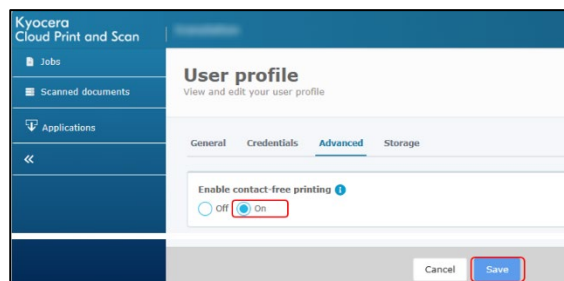 Kyocera
Cloud Print and Scan
Jobs
Scanned documents
Applications
User profile
View and edit your user profile
General Credentials Advanced Storage
Enable contact-free printing
Off On
Cancel Save